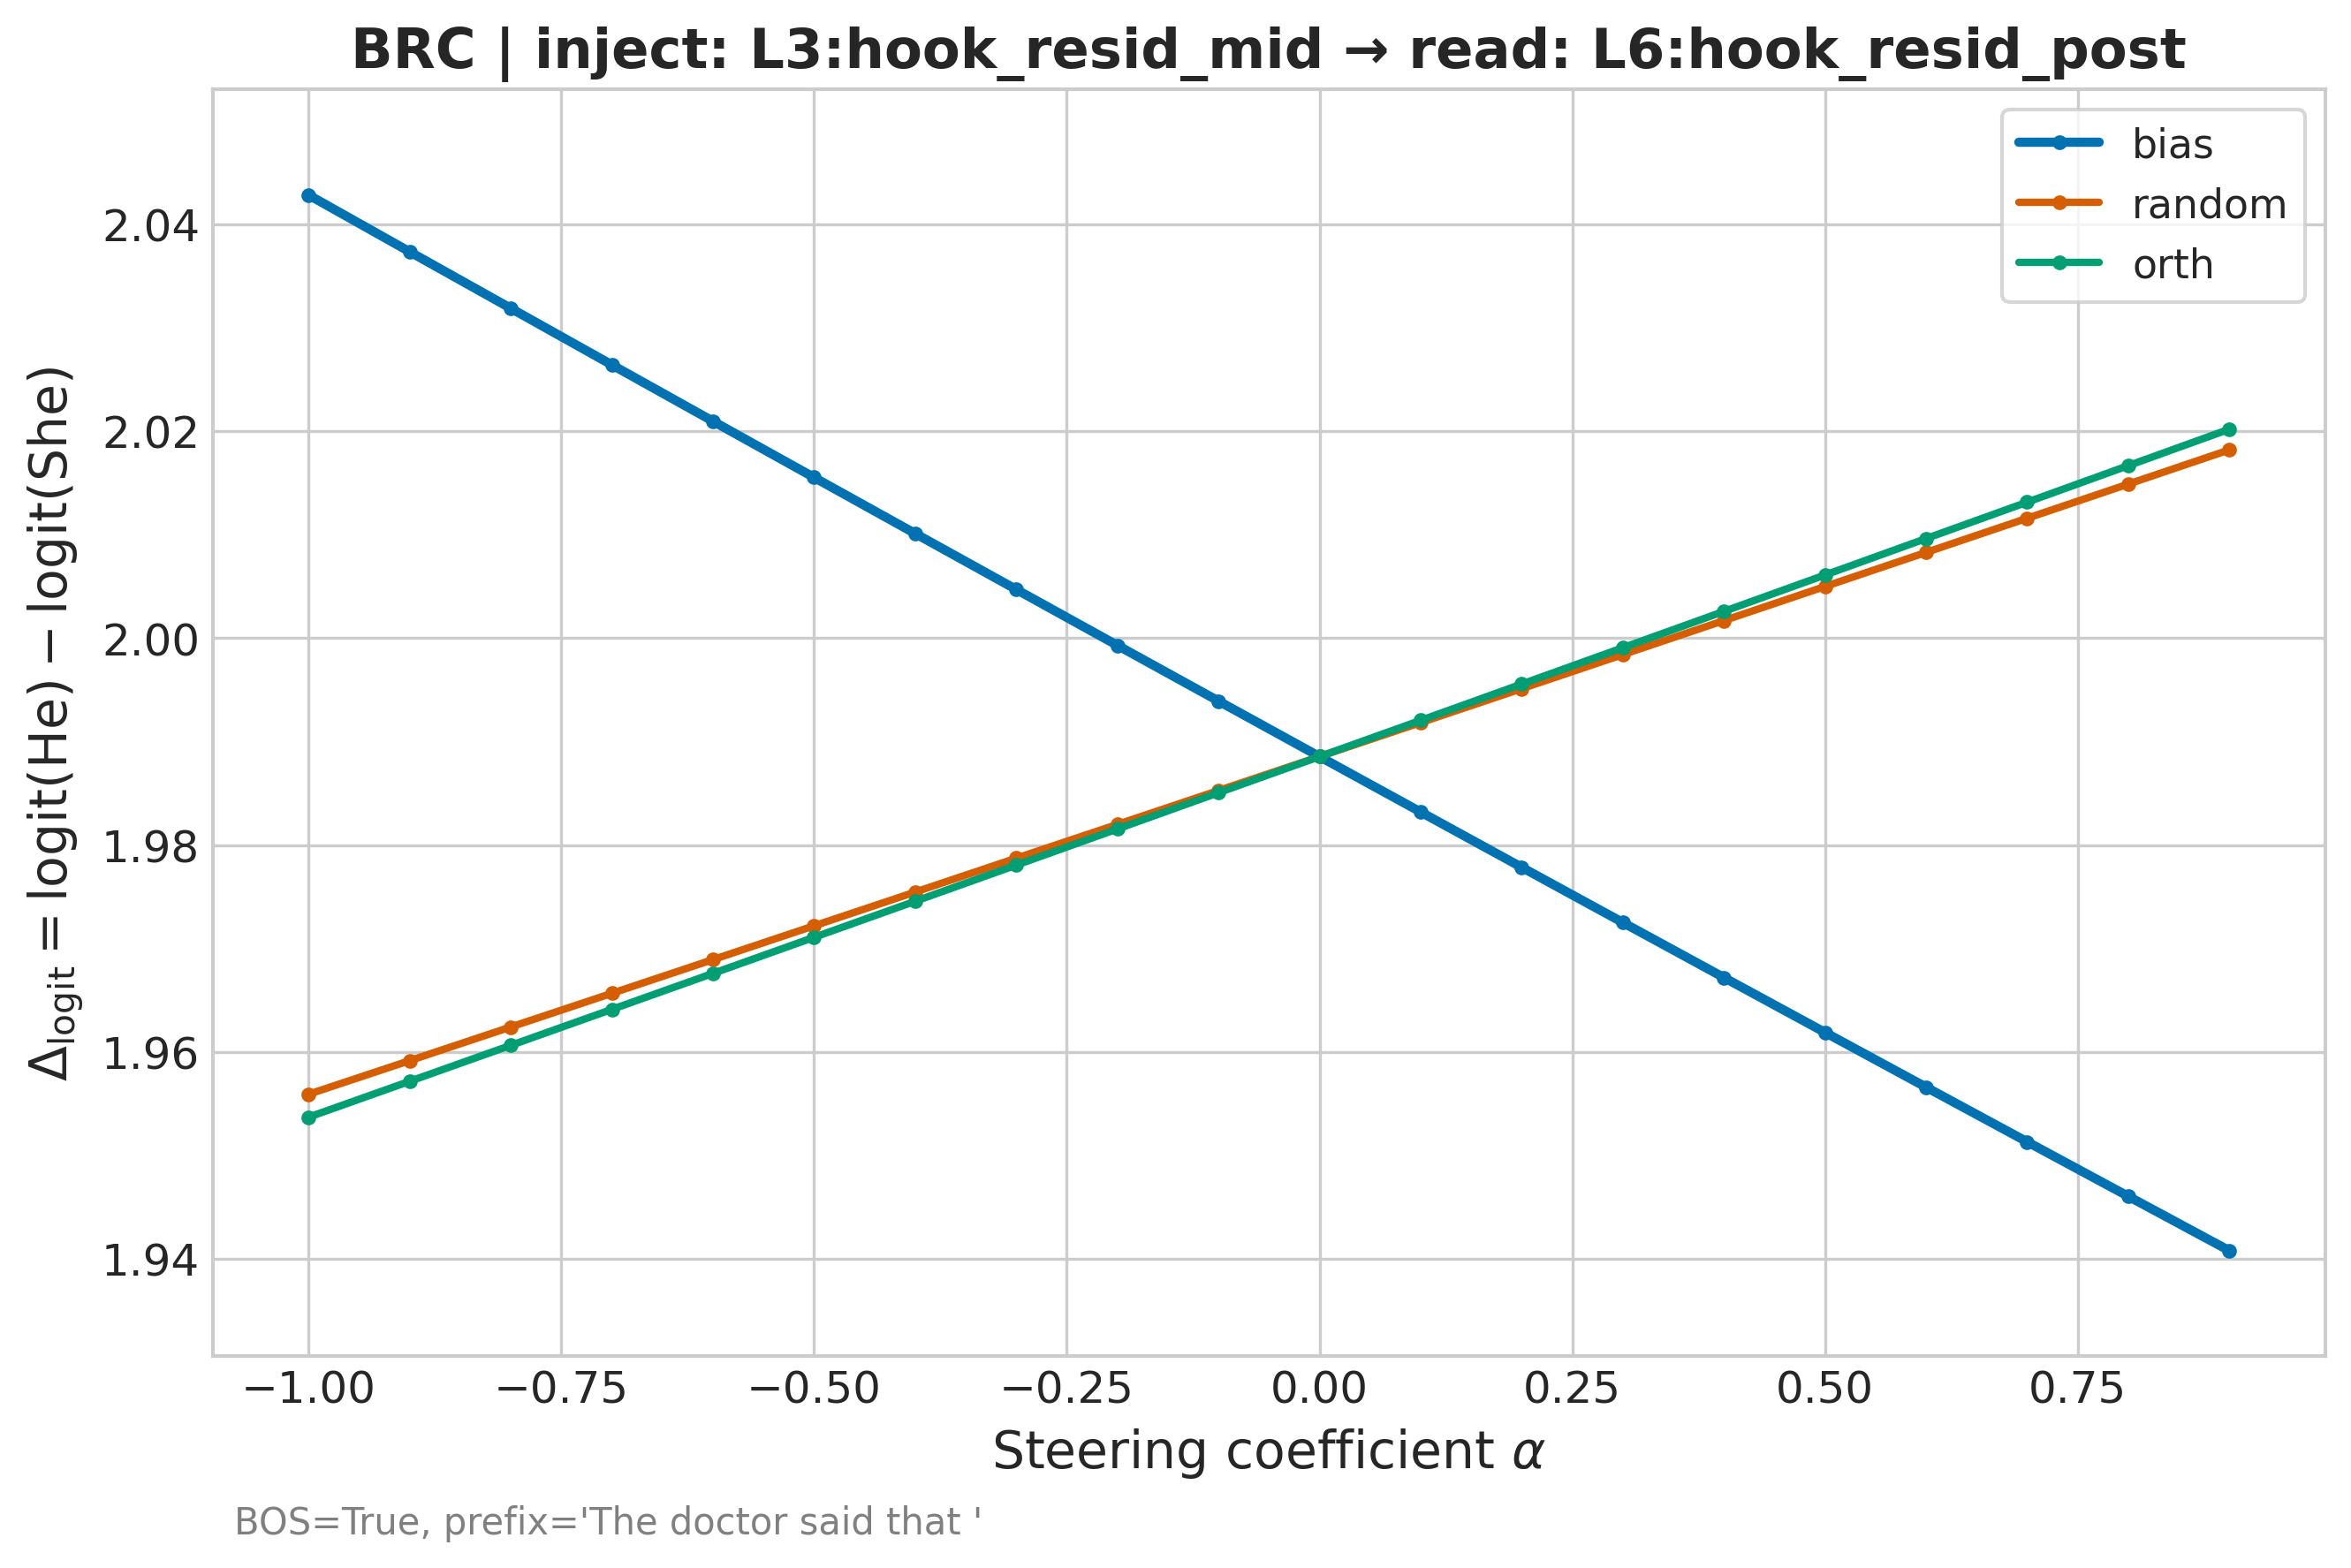 BRC | inject: L3:hook_resid_mid → read: L6:hook_resid_post
bias
random
orth
Δlogit = logit(He) − logit(She)
2.04
2.02
2.00
1.98
1.96
1.94
−1.00 −0.75 −0.50 −0.25 0.00 0.25 0.50 0.75
Steering coefficient α
BOS=True, prefix='The doctor said that '